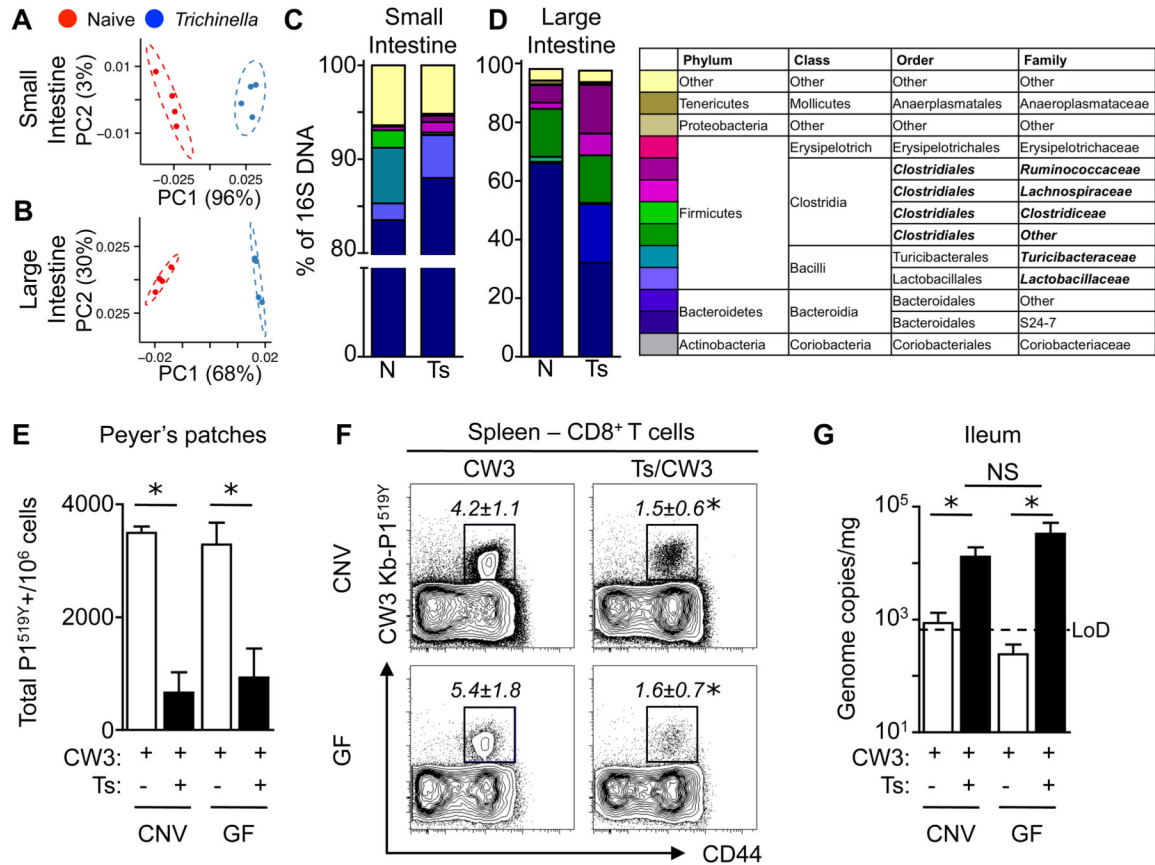 A
Naive
Trichinella
Small
Intestine
PC2 (3%)
0.01
−0.01
−0.025
0.025
PC1 (96%)
B
Large
Intestine
PC2 (30%)
0.025
0.025
−0.02
0.02
PC1 (68%)
C
Small
Intestine
% of 16S DNA
100
90
80
0
N
Ts
D
Large
Intestine
100
80
60
40
20
0
N
Ts
Phylum Class Order Family
Other Other Other Other
Tenericutes Mollicutes Anaerplasmatales Anaeroplasmataceae
Proteobacteria Other Other Other
Firmicutes Erysipelotrich Erysipelotrichales Erysipelotrichaceae
Clostridia Clostridiales Ruminococcaceae
Clostridiales Lachnospiraceae
Clostridiales Clostridiceae
Clostridiales Other
Bacilli Turicibacterales Turicibacteraceae
Lactobacillales Lactobacillaceae
Bacteroidetes Bacteroidia Bacteroidales Other
Bacteroidales S24-7
Actinobacteria Coriobacteria Coriobacteriales Coriobacteriaceae
E
Peyer's patches
Total P1519Y+/10⁶ cells
4000
2000
0
* *
CW3: + + + +
Ts: - + - +
CNV GF
F
Spleen – CD8⁺ T cells
CW3 Ts/CW3
CNV
GF
CW3 Kb-P1⁵¹⁹ʸ
4.2±1.1
1.5±0.6*
5.4±1.8
1.6±0.7*
CD44
G
Ileum
NS
* *
Genome copies/mg
10⁵
10³
10¹
LoD
CW3: + + + +
Ts: - + - +
CNV GF